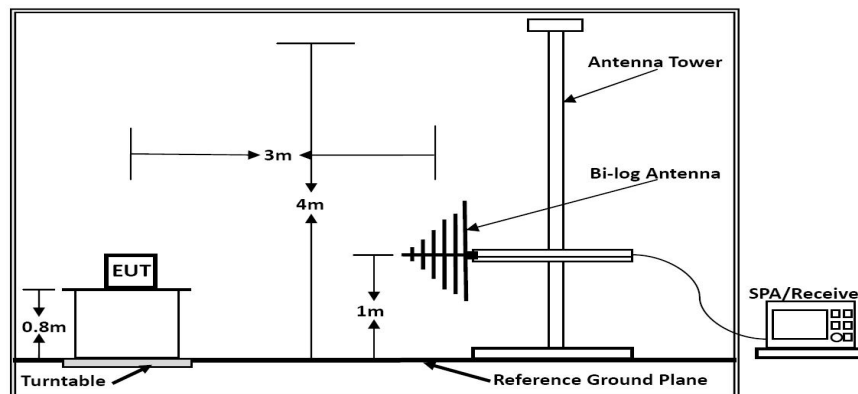 Antenna Tower
3m
Bi-log Antenna
4m
EUT
SPA/Receive
1m
0.8m
Turntable
Reference Ground Plane